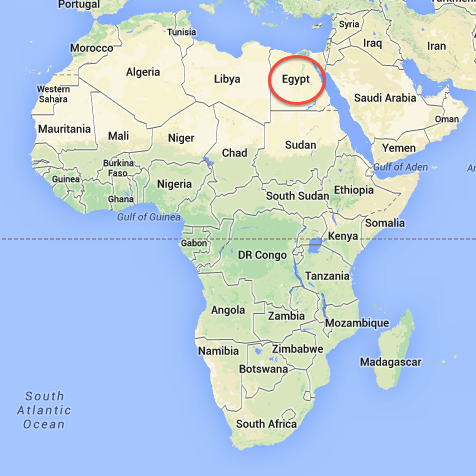 Portugal
Tunisia
Syria
Iraq
Iran
Morocco
Algeria
Libya
Egypt
Western
Sahara
Saudi Arabia
Oman
Mauritania
Mali
Niger
Chad
Sudan
Yemen
Gulf of Aden
Guinea
Burkina
Faso
Ghana
Nigeria
Ethiopia
South Sudan
Gulf of Guinea
Somalia
Gabon
DR Congo
Kenya
Tanzania
Angola
Zambia
Mozambique
Namibia
Zimbabwe
Botswana
Madagascar
South
Atlantic
Ocean
South Africa